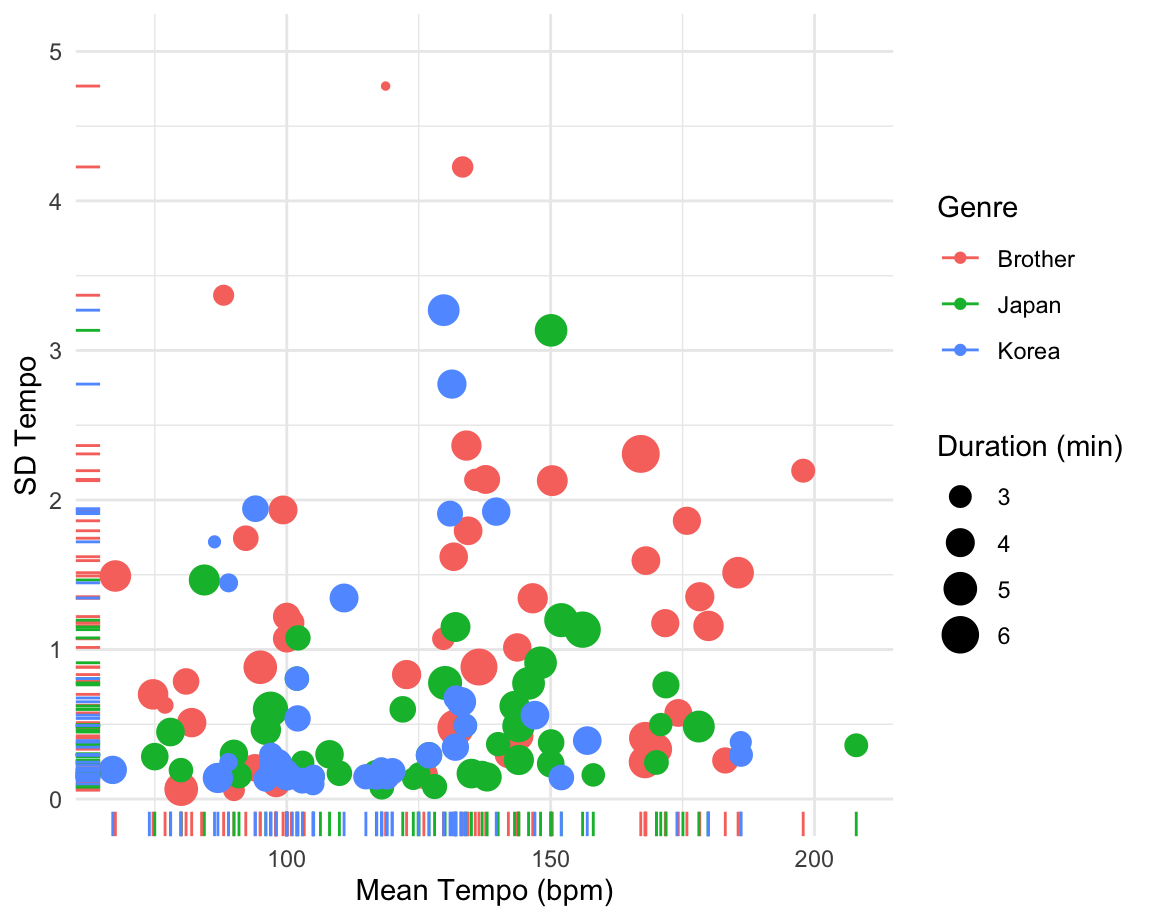 5
4
3
2
1
0
SD Tempo
100
150
200
Mean Tempo (bpm)
Genre
Brother
Japan
Korea
Duration (min)
3
4
5
6